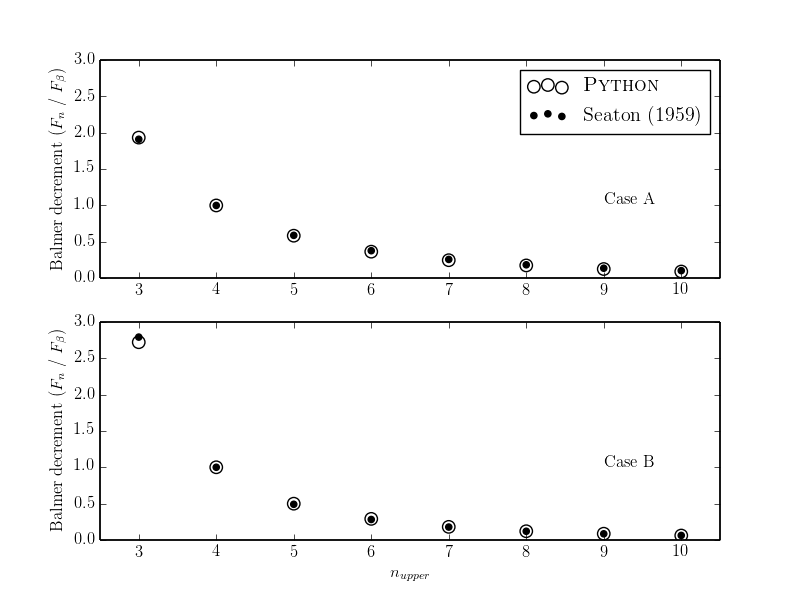 Balmer decrement (Fn / Fβ)
3.0
2.5
2.0
1.5
1.0
0.5
0.0
PYTHON
Seaton (1959)
Case A
3 4 5 6 7 8 9 10
Balmer decrement (Fn / Fβ)
3.0
2.5
2.0
1.5
1.0
0.5
0.0
Case B
3 4 5 6 7 8 9 10
nupper